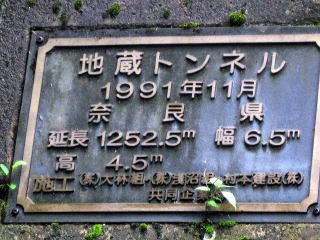 地蔵トンネル
1991年11月
奈良県
延長 1252.5m 幅 6.5m
高 4.5m
施工 (株)大林組・(株)浅沼組・村本建設(株)
共同企業